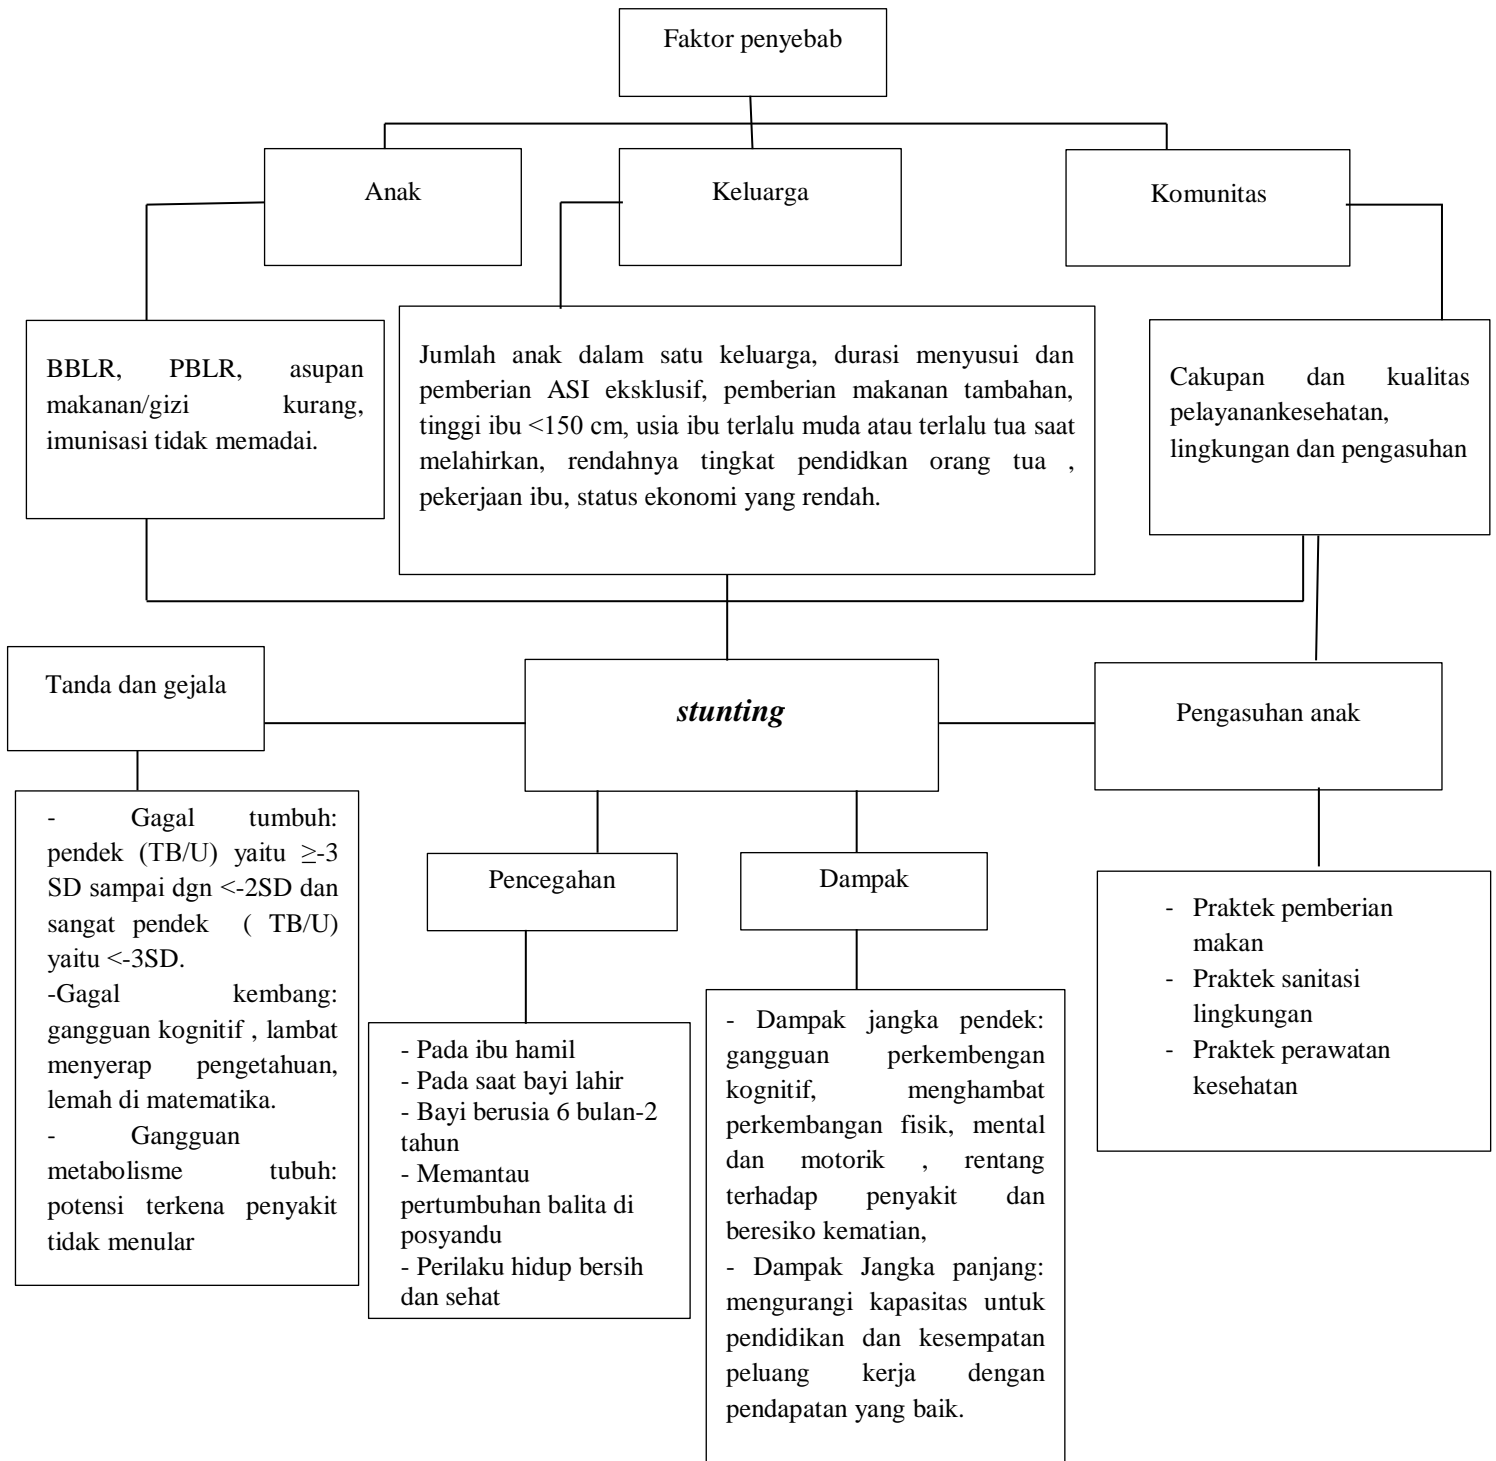 Faktor penyebab
Anak
Keluarga
Komunitas
BBLR, PBLR, asupan
makanan/gizi kurang,
imunisasi tidak memadai.
Jumlah anak dalam satu keluarga, durasi menyusui dan
pemberian ASI eksklusif, pemberian makanan tambahan,
tinggi ibu <150 cm, usia ibu terlalu muda atau terlalu tua saat
melahirkan, rendahnya tingkat pendidkan orang tua ,
pekerjaan ibu, status ekonomi yang rendah.
Cakupan dan kualitas
pelayanankesehatan,
lingkungan dan pengasuhan
Tanda dan gejala
stunting
Pengasuhan anak
- Gagal tumbuh:
pendek (TB/U) yaitu ≥-3
SD sampai dgn <-2SD dan
sangat pendek ( TB/U)
yaitu <-3SD.
-Gagal kembang:
gangguan kognitif , lambat
menyerap pengetahuan,
lemah di matematika.
- Gangguan
metabolisme tubuh:
potensi terkena penyakit
tidak menular
Pencegahan
Dampak
- Pada ibu hamil
- Pada saat bayi lahir
- Bayi berusia 6 bulan-2
tahun
- Memantau
pertumbuhan balita di
posyandu
- Perilaku hidup bersih
dan sehat
- Dampak jangka pendek:
gangguan perkembengan
kognitif, menghambat
perkembangan fisik, mental
dan motorik , rentang
terhadap penyakit dan
beresiko kematian,
- Dampak Jangka panjang:
mengurangi kapasitas untuk
pendidikan dan kesempatan
peluang kerja dengan
pendapatan yang baik.
- Praktek pemberian
makan
- Praktek sanitasi
lingkungan
- Praktek perawatan
kesehatan